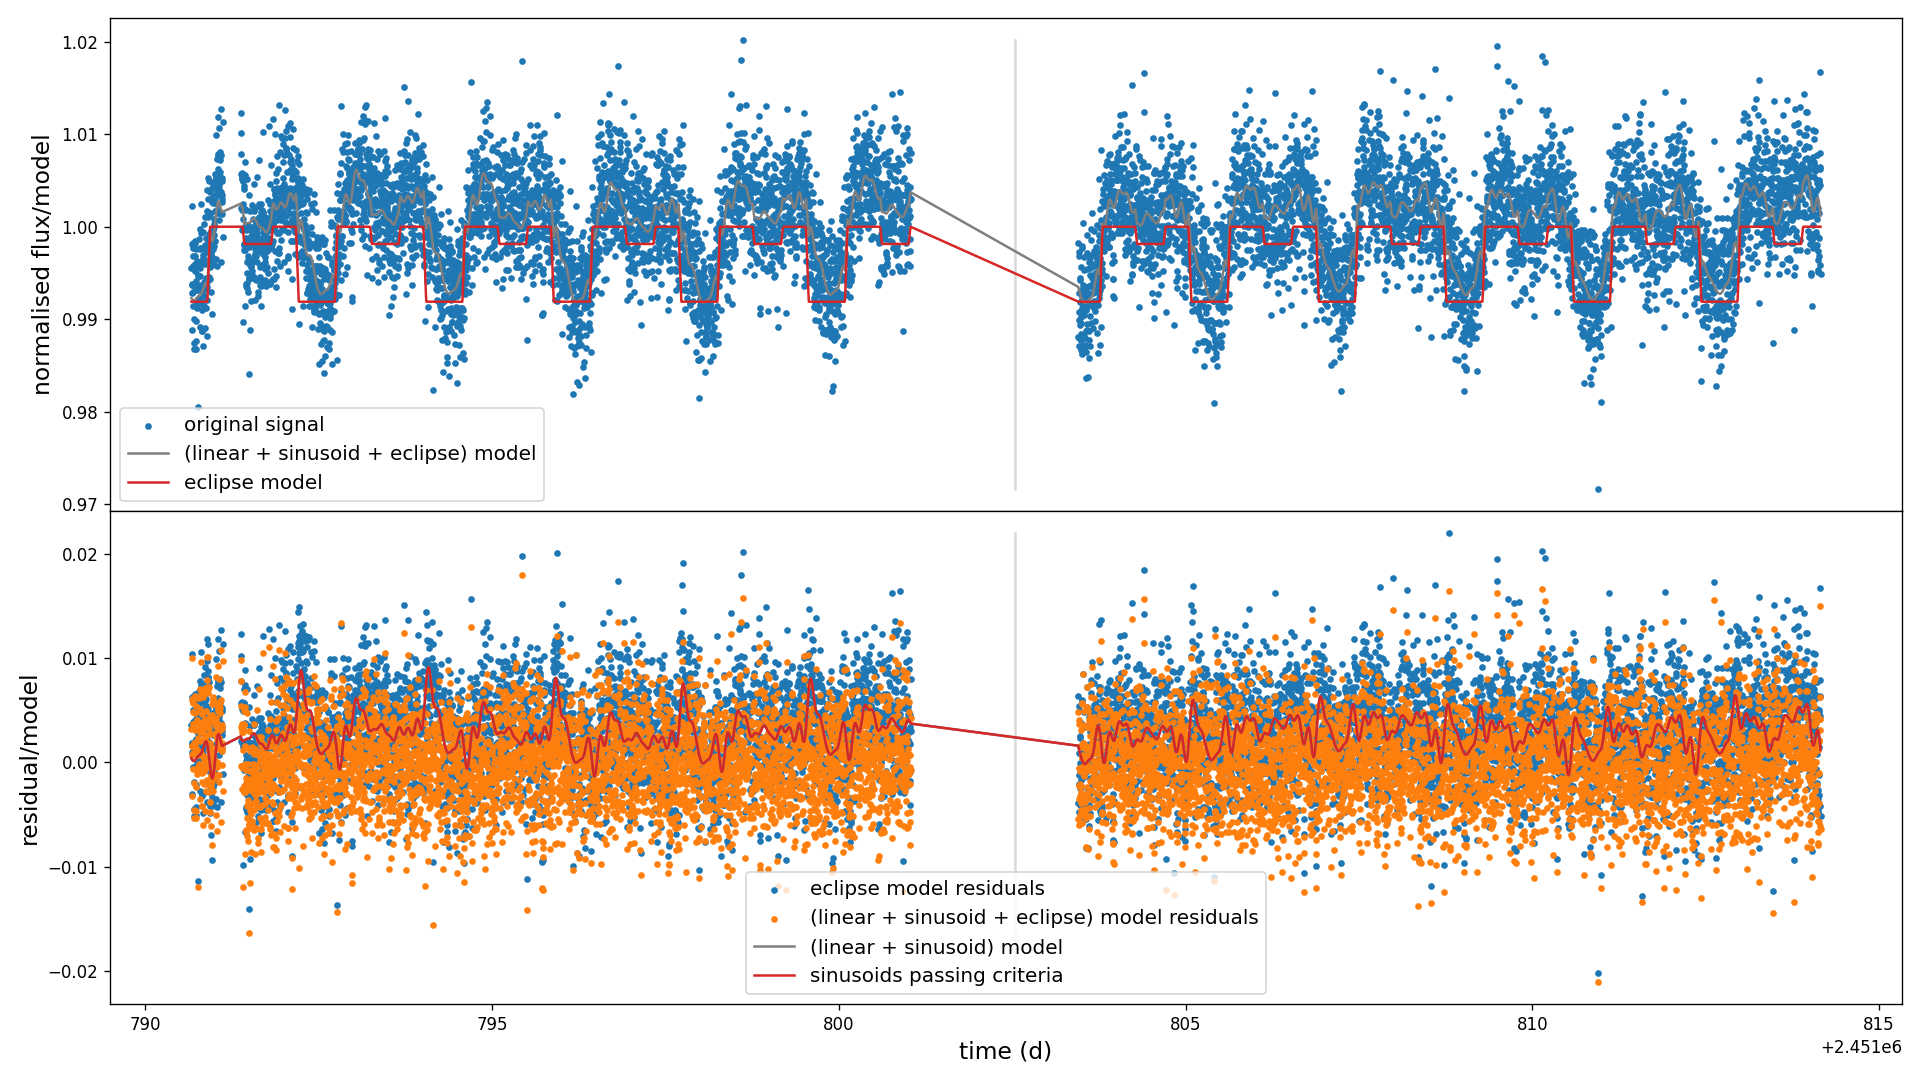 normalised flux/model
1.02
1.01
1.00
0.99
0.98
0.97
original signal
(linear + sinusoid + eclipse) model
eclipse model
residual/model
0.02
0.01
0.00
−0.01
−0.02
eclipse model residuals
(linear + sinusoid + eclipse) model residuals
(linear + sinusoid) model
sinusoids passing criteria
790 795 800 805 810 815
time (d)
+2.451e6